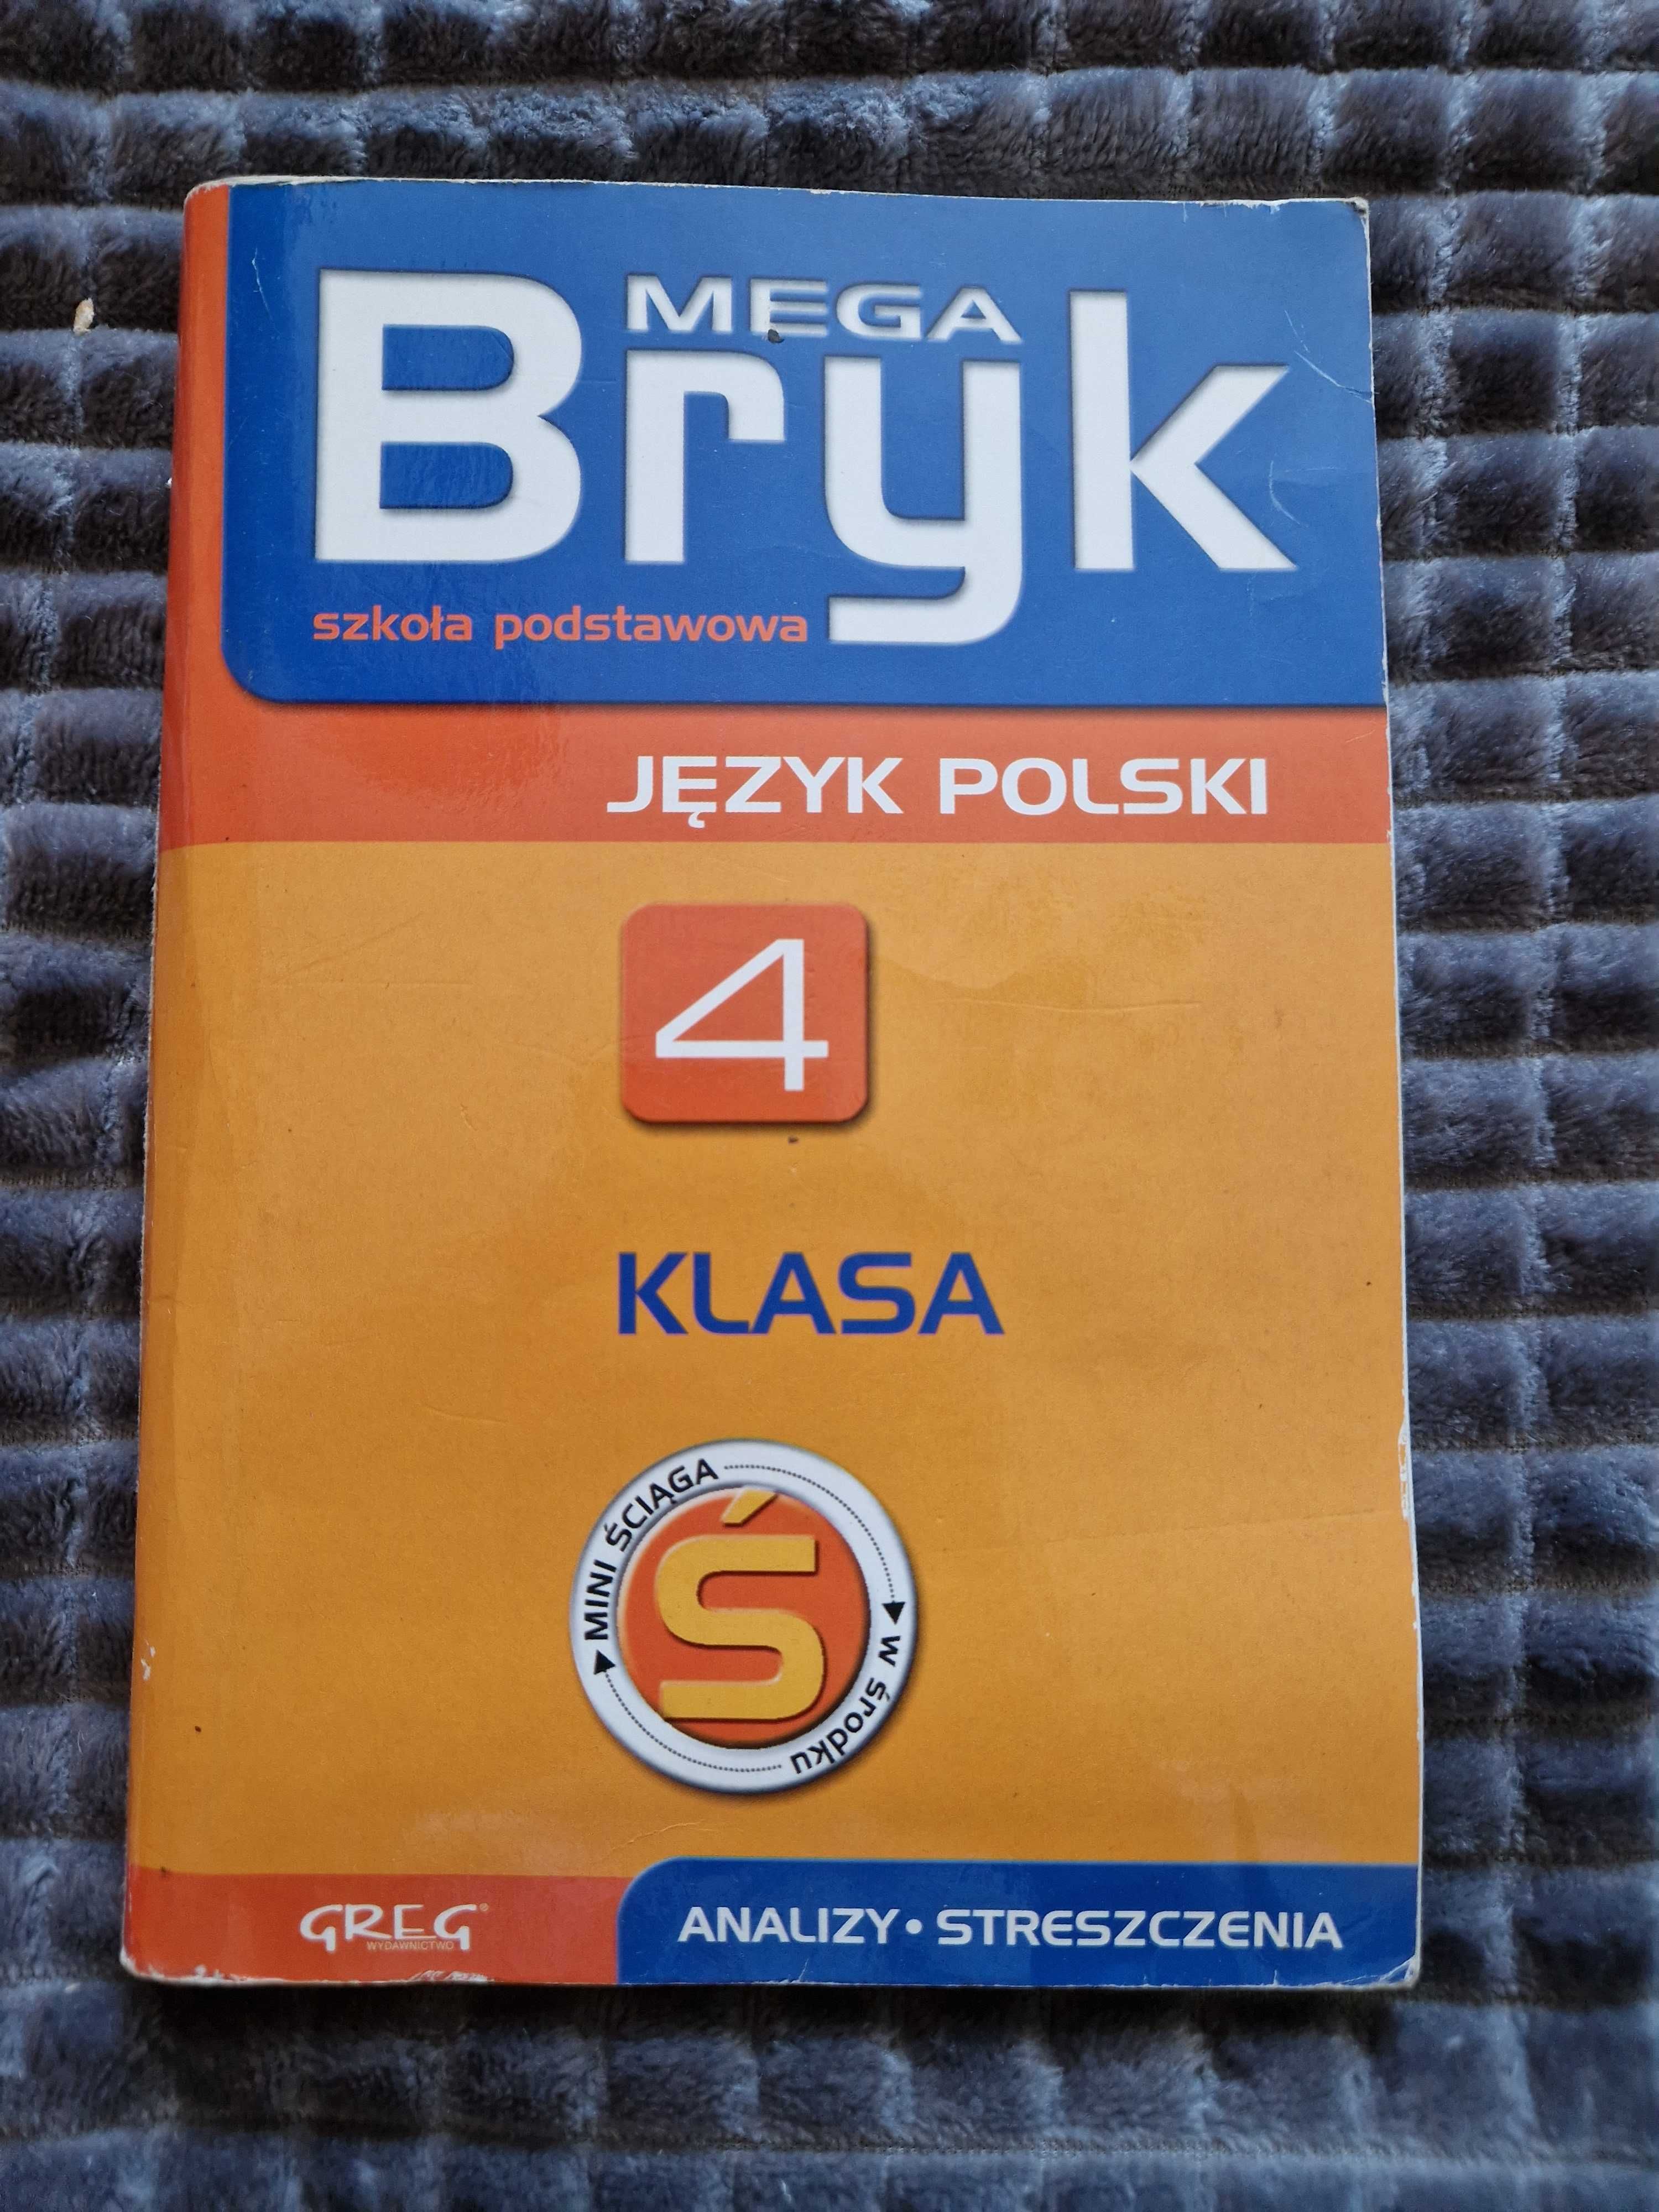 MEGA
Bryk
szkoła podstawowa
JĘZYK POLSKI
4
KLASA
MINI ŚCIĄGA
w środku
Ś
GREG®
WYDAWNICTWO
ANALIZY • STRESZCZENIA